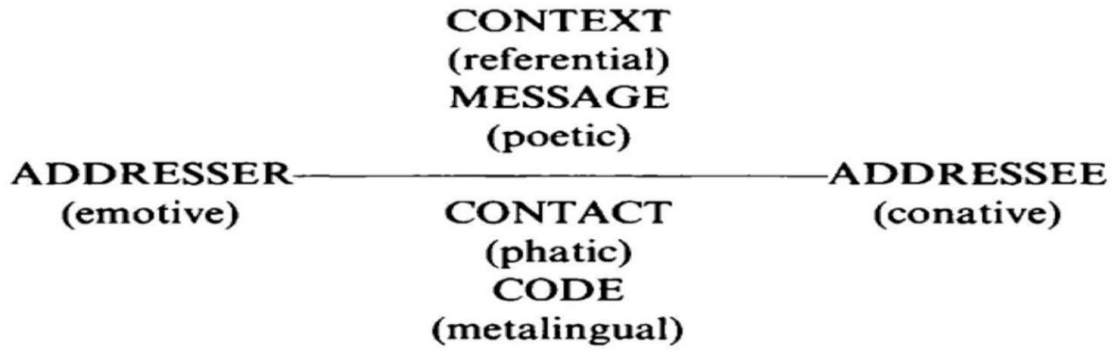 CONTEXT
(referential)
MESSAGE
(poetic)
ADDRESSER ADDRESSEE
(emotive) (conative)
CONTACT
(phatic)
CODE
(metalingual)